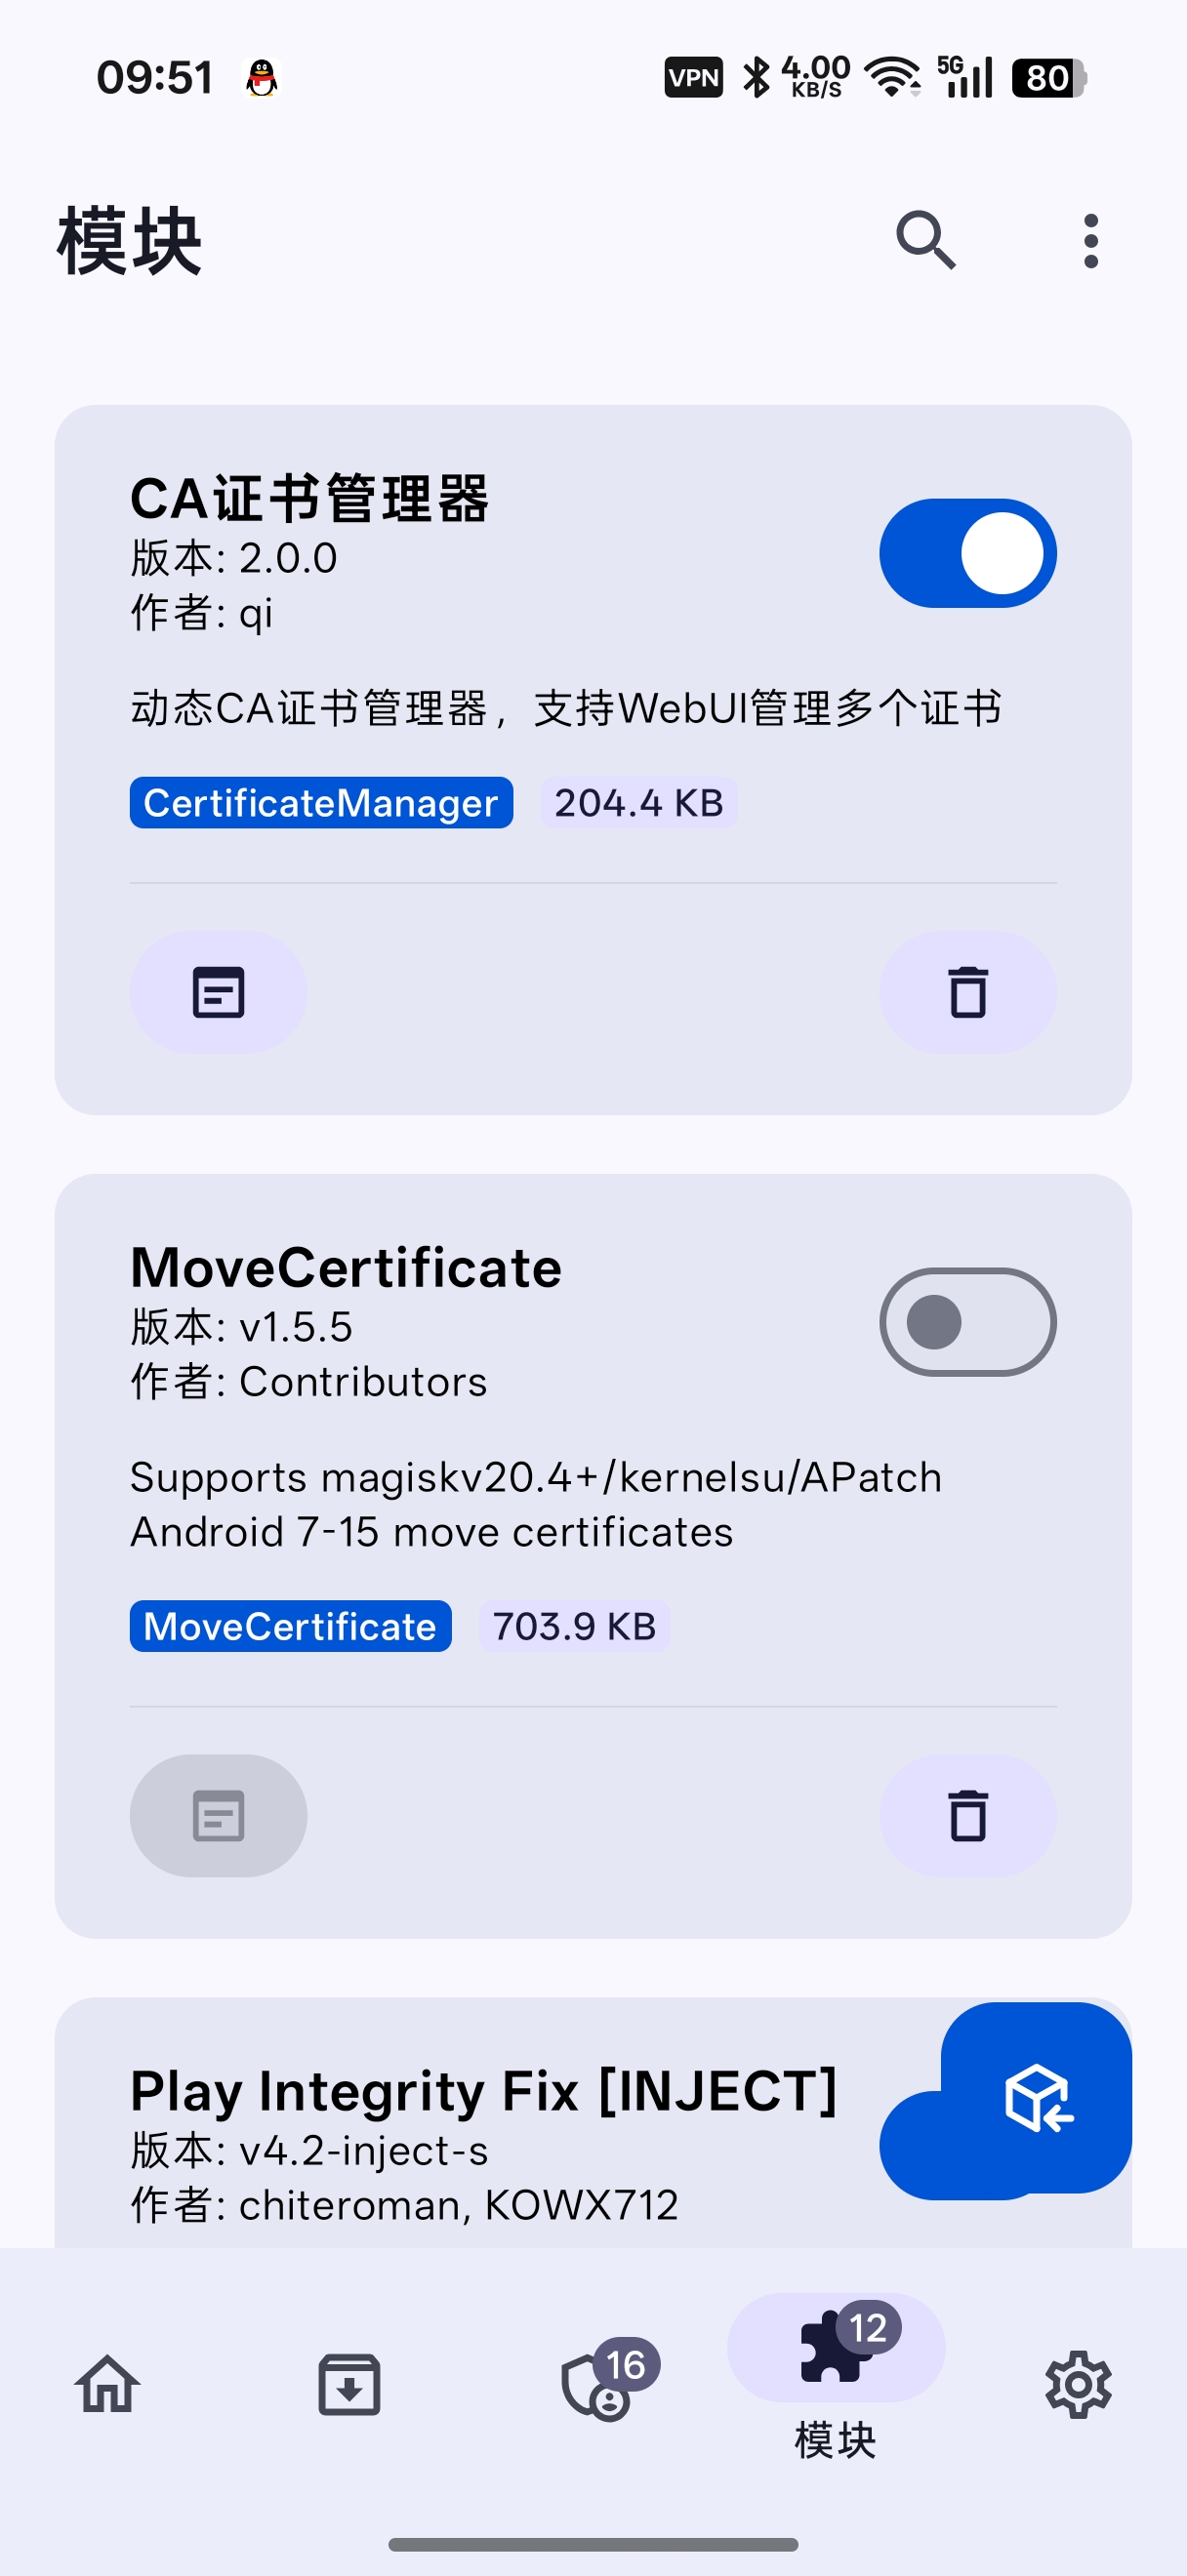 09:51
VPN 4.00 KB/S 5G 80
模块
CA证书管理器
版本: 2.0.0
作者: qi
动态CA证书管理器，支持WebUI管理多个证书
CertificateManager 204.4 KB
MoveCertificate
版本: v1.5.5
作者: Contributors
Supports magiskv20.4+/kernelsu/APatch
Android 7-15 move certificates
MoveCertificate 703.9 KB
Play Integrity Fix [INJECT]
版本: v4.2-inject-s
作者: chiteroman, KOWX712
16
12
模块